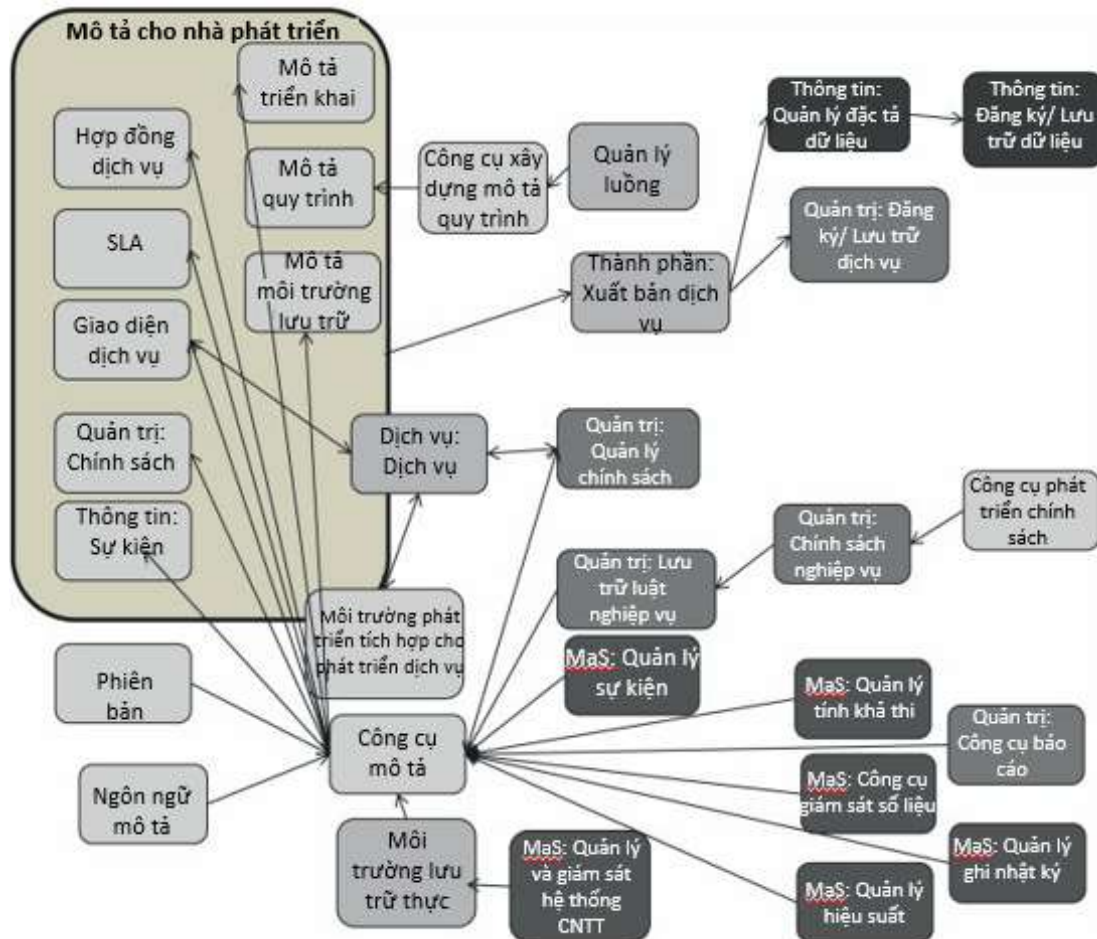 Mô tả cho nhà phát triển
Mô tả
triển khai
Hợp đồng
dịch vụ
Mô tả
quy trình
Công cụ xây
dựng mô tả
quy trình
Quản lý
luồng
Thông tin:
Quản lý đặc tả
dữ liệu
Thông tin:
Đăng ký/ Lưu
trữ dữ liệu
SLA
Mô tả
môi trường
lưu trữ
Thành phần:
Xuất bản dịch
vụ
Quản trị: Đăng
ký/ Lưu trữ
dịch vụ
Giao diện
dịch vụ
Quản trị:
Chính sách
Dịch vụ:
Dịch vụ
Quản trị:
Quản lý
chính sách
Thông tin:
Sự kiện
Quản trị: Lưu
trữ luật
nghiệp vụ
Quản trị:
Chính sách
nghiệp vụ
Công cụ phát
triển chính
sách
Môi trường phát
triển tích hợp cho
phát triển dịch vụ
MaS: Quản lý
sự kiện
Phiên
bản
MaS: Quản lý
tính khả thi
Công cụ
mô tả
Quản trị:
Công cụ báo
cáo
Ngôn ngữ
mô tả
MaS: Công cụ
giám sát số liệu
Môi
trường lưu
trữ thực
MaS: Quản lý
và giám sát
hệ thống
CNTT
MaS: Quản lý
ghi nhật ký
MaS: Quản lý
hiệu suất